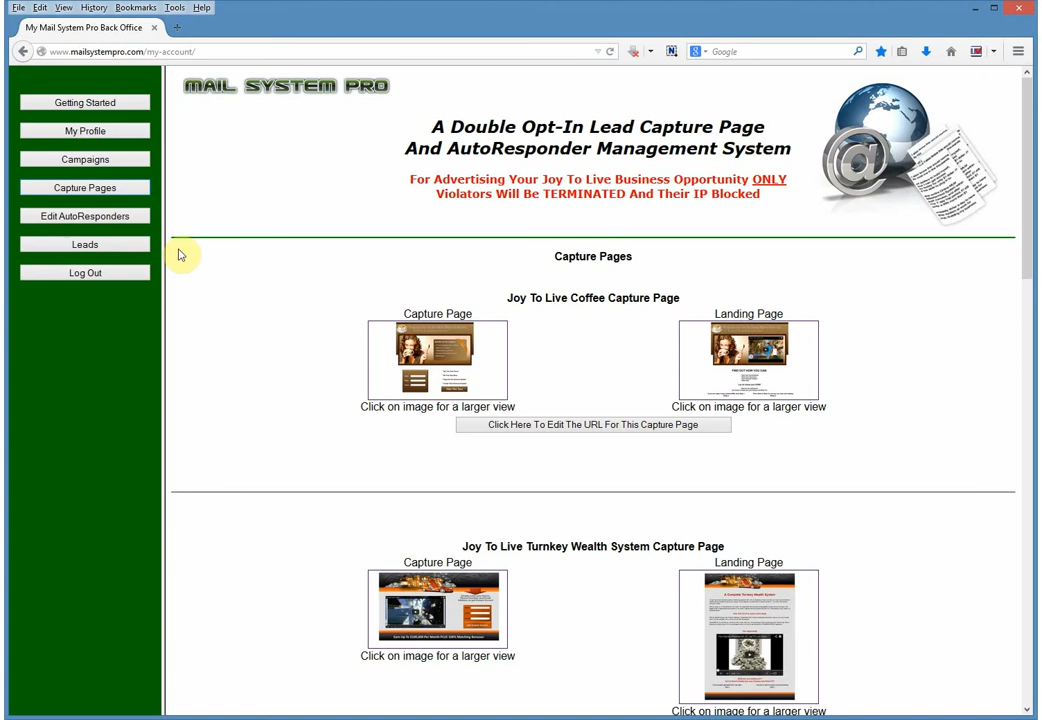 File Edit View History Bookmarks Tools Help
My Mail System Pro Back Office
www.mailsystempro.com/my-account/
Google
Getting Started
My Profile
Campaigns
Capture Pages
Edit AutoResponders
Leads
Log Out
MAIL SYSTEM PRO
A Double Opt-In Lead Capture Page
And AutoResponder Management System
For Advertising Your Joy To Live Business Opportunity ONLY
Violators Will Be TERMINATED And Their IP Blocked
Capture Pages
Joy To Live Coffee Capture Page
Capture Page Landing Page
Click on image for a larger view Click on image for a larger view
Click Here To Edit The URL For This Capture Page
Joy To Live Turnkey Wealth System Capture Page
Capture Page Landing Page
Click on image for a larger view
Click on image for a larger view